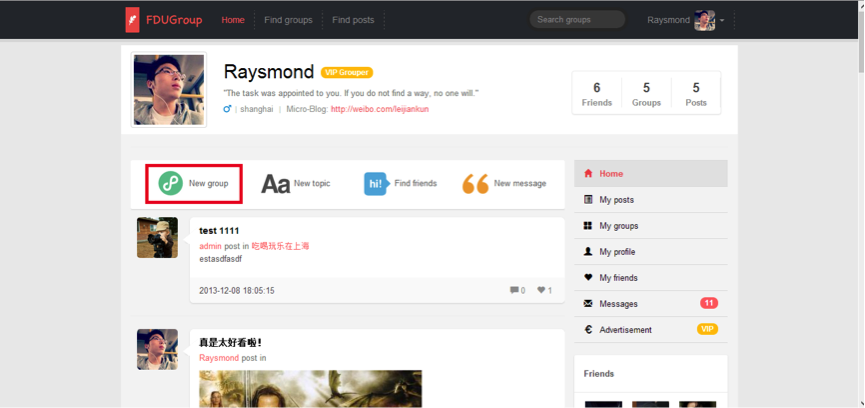 FDUGroup Home Find groups Find posts Search groups Raysmond
Raysmond VIP Grouper
"The task was appointed to you. If you do not find a way, no one will."
shanghai | Micro-Blog: http://weibo.com/leijiankun
6 5 5
Friends Groups Posts
New group Aa New topic hi! Find friends New message
Home
My posts
My groups
My profile
My friends
Messages 11
€ Advertisement VIP
Friends
test 1111
admin post in 吃喝玩乐在上海
estasdfasdf
2013-12-08 18:05:15 0 1
真是太好看啦!
Raysmond post in